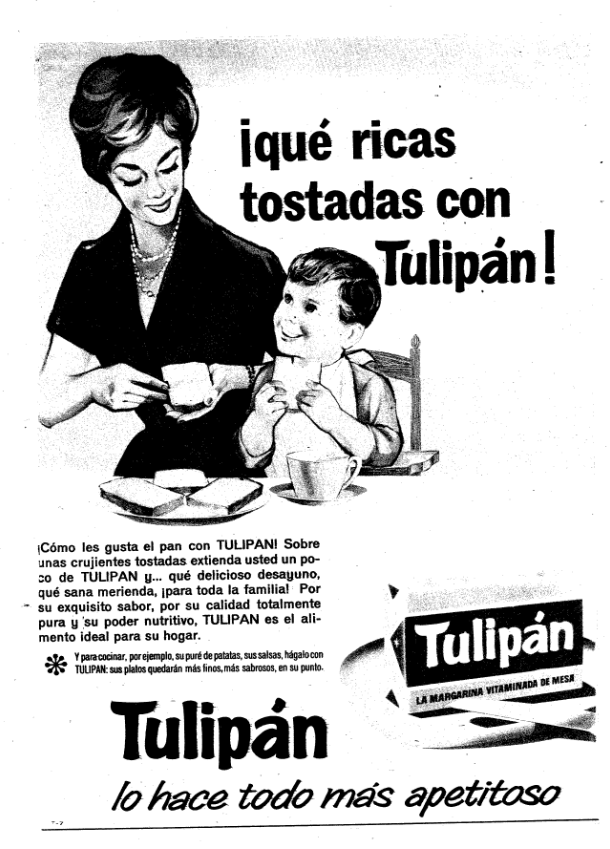 ¡qué ricas
tostadas con
Tulipán!
¡Cómo les gusta el pan con TULIPAN! Sobre
unas crujientes tostadas extienda usted un po-
co de TULIPAN y... qué delicioso desayuno,
qué sana merienda, ¡para toda la familia! Por
su exquisito sabor, por su calidad totalmente
pura y su poder nutritivo, TULIPAN es el ali-
mento ideal para su hogar.
Y para cocinar, por ejemplo, su puré de patatas, sus salsas, hágalo con
TULIPAN: sus platos quedarán más finos, más sabrosos, en su punto.
Tulipán
LA MARGARINA VITAMINADA DE MESA
Tulipán
lo hace todo más apetitoso